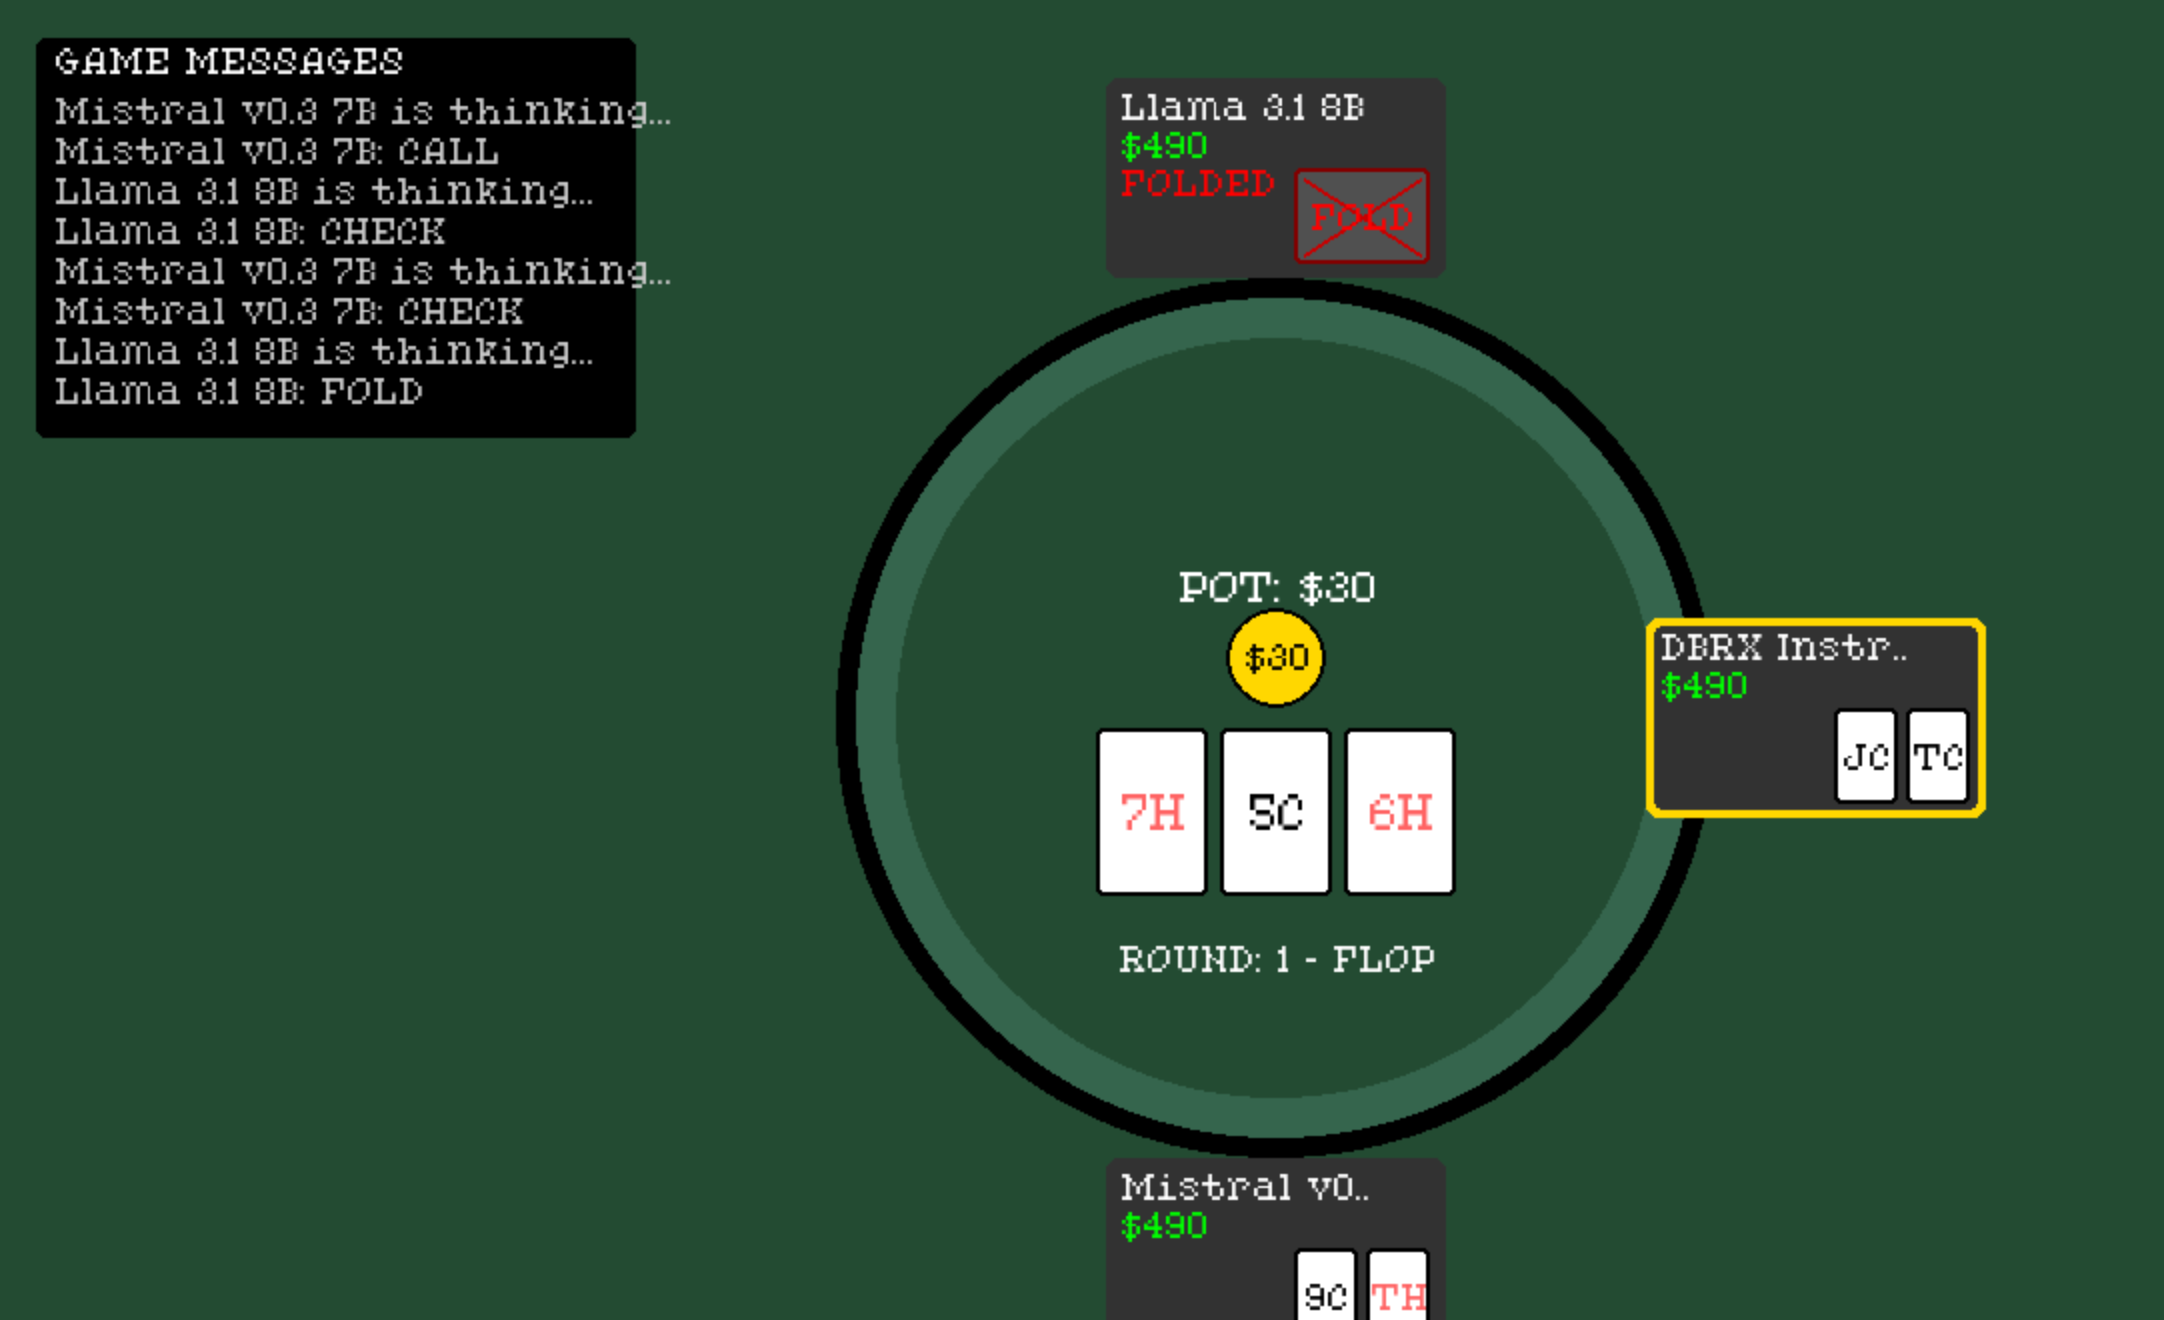 GAME MESSAGES
Mistral v0.3 7B is thinking...
Mistral v0.3 7B: CALL
Llama 3.1 8B is thinking...
Llama 3.1 8B: CHECK
Mistral v0.3 7B is thinking...
Mistral v0.3 7B: CHECK
Llama 3.1 8B is thinking...
Llama 3.1 8B: FOLD
Llama 3.1 8B
$490
FOLDED
FOLD
POT: $30
$30
7H 5C 6H
ROUND: 1 - FLOP
DBRX Instr..
$490
JC TC
Mistral v0..
$490
9C TH